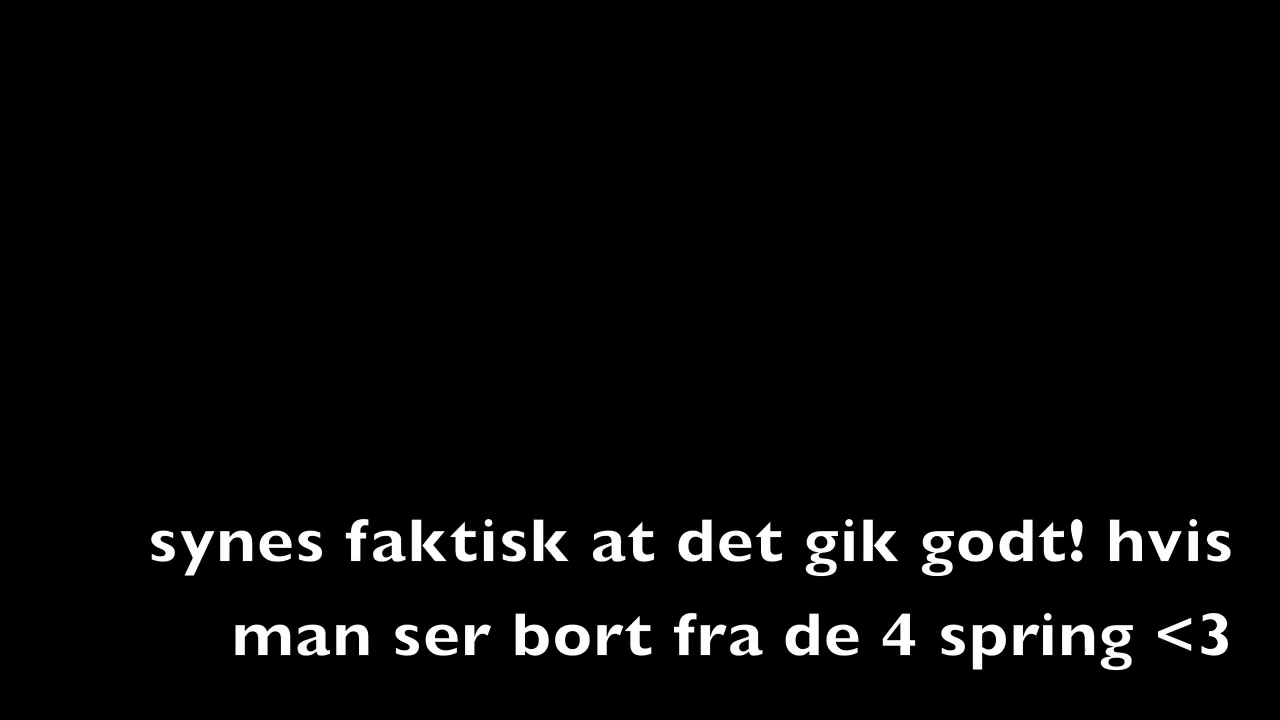 synes faktisk at det gik godt! hvis
man ser bort fra de 4 spring <3